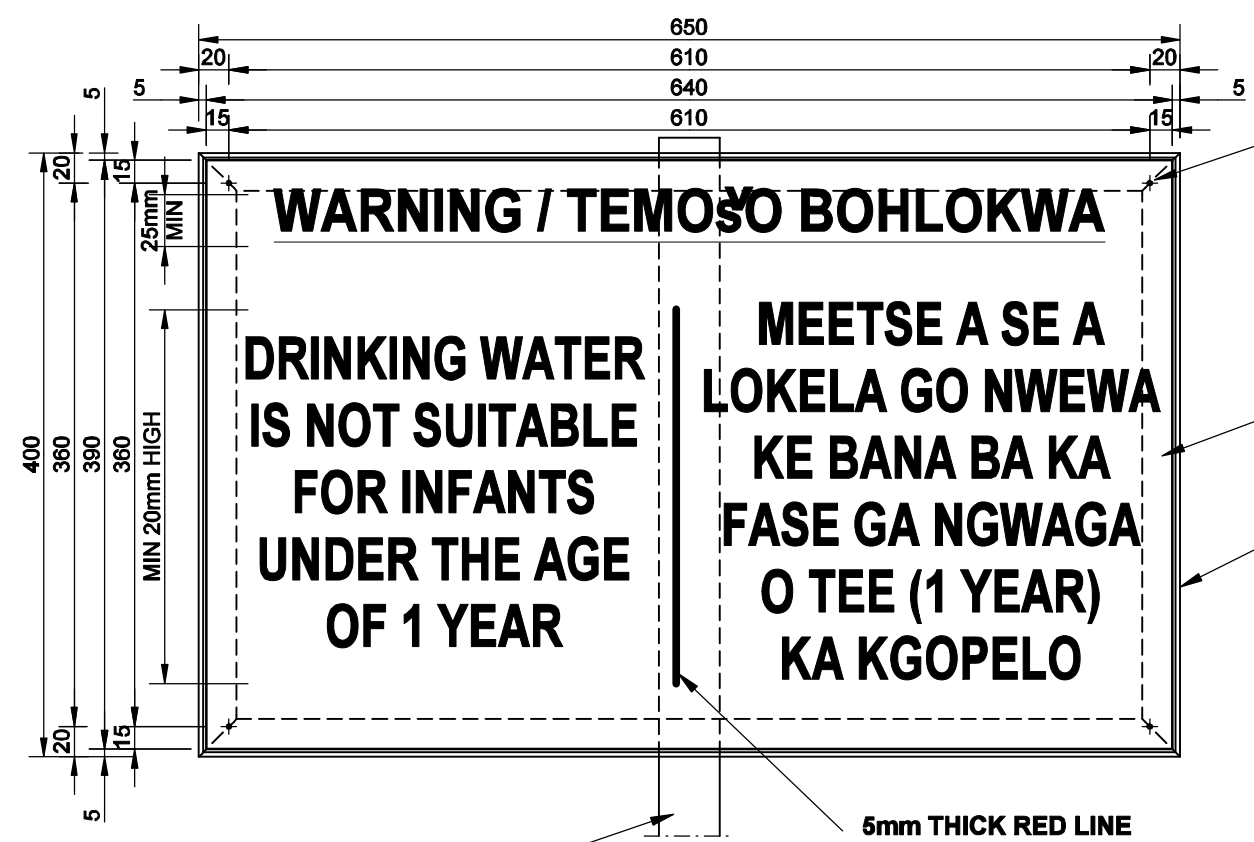 650
20 610 20
5 640 5
15 610 15
5
20
15
25mm MIN
WARNING / TEMOŠO BOHLOKWA
DRINKING WATER
IS NOT SUITABLE
FOR INFANTS
UNDER THE AGE
OF 1 YEAR
MEETSE A SE A
LOKELA GO NWEWA
KE BANA BA KA
FASE GA NGWAGA
O TEE (1 YEAR)
KA KGOPELO
400
360
390
360
MIN 20mm HIGH
20
15
5
5mm THICK RED LINE